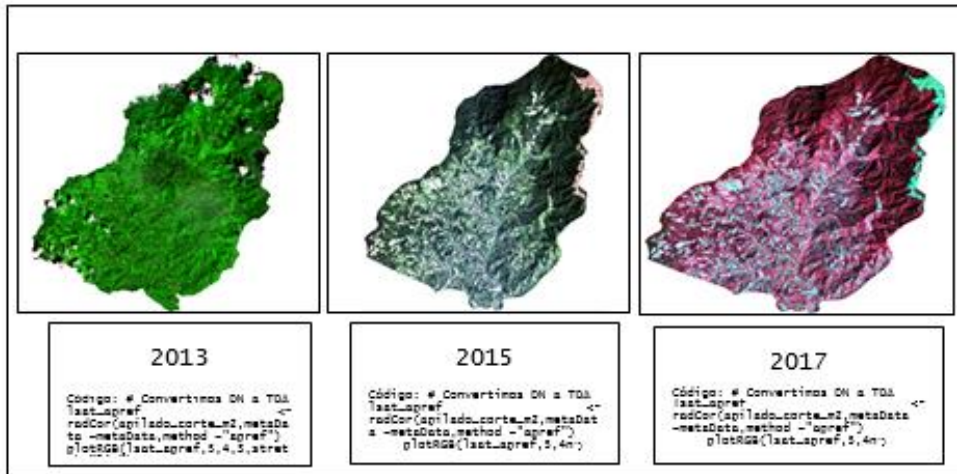 2013
Código: # Convertimos DN a TOA
last_apref <-
radCor(apilado_corte_m2,metaDa
ta =metaData,method ="apref")
plotRGB(last_apref,5,4,3,stret
2015
Código: # Convertimos DN a TOA
last_apref <-
radCor(apilado_corte_m2,metaDat
a =metaData,method ="apref")
plotRGB(last_apref,5,4
2017
Código: # Convertimos DN a TOA
last_apref <-
radCor(apilado_corte_m2,metaData
=metaData,method ="apref")
plotRGB(last_apref,5,4